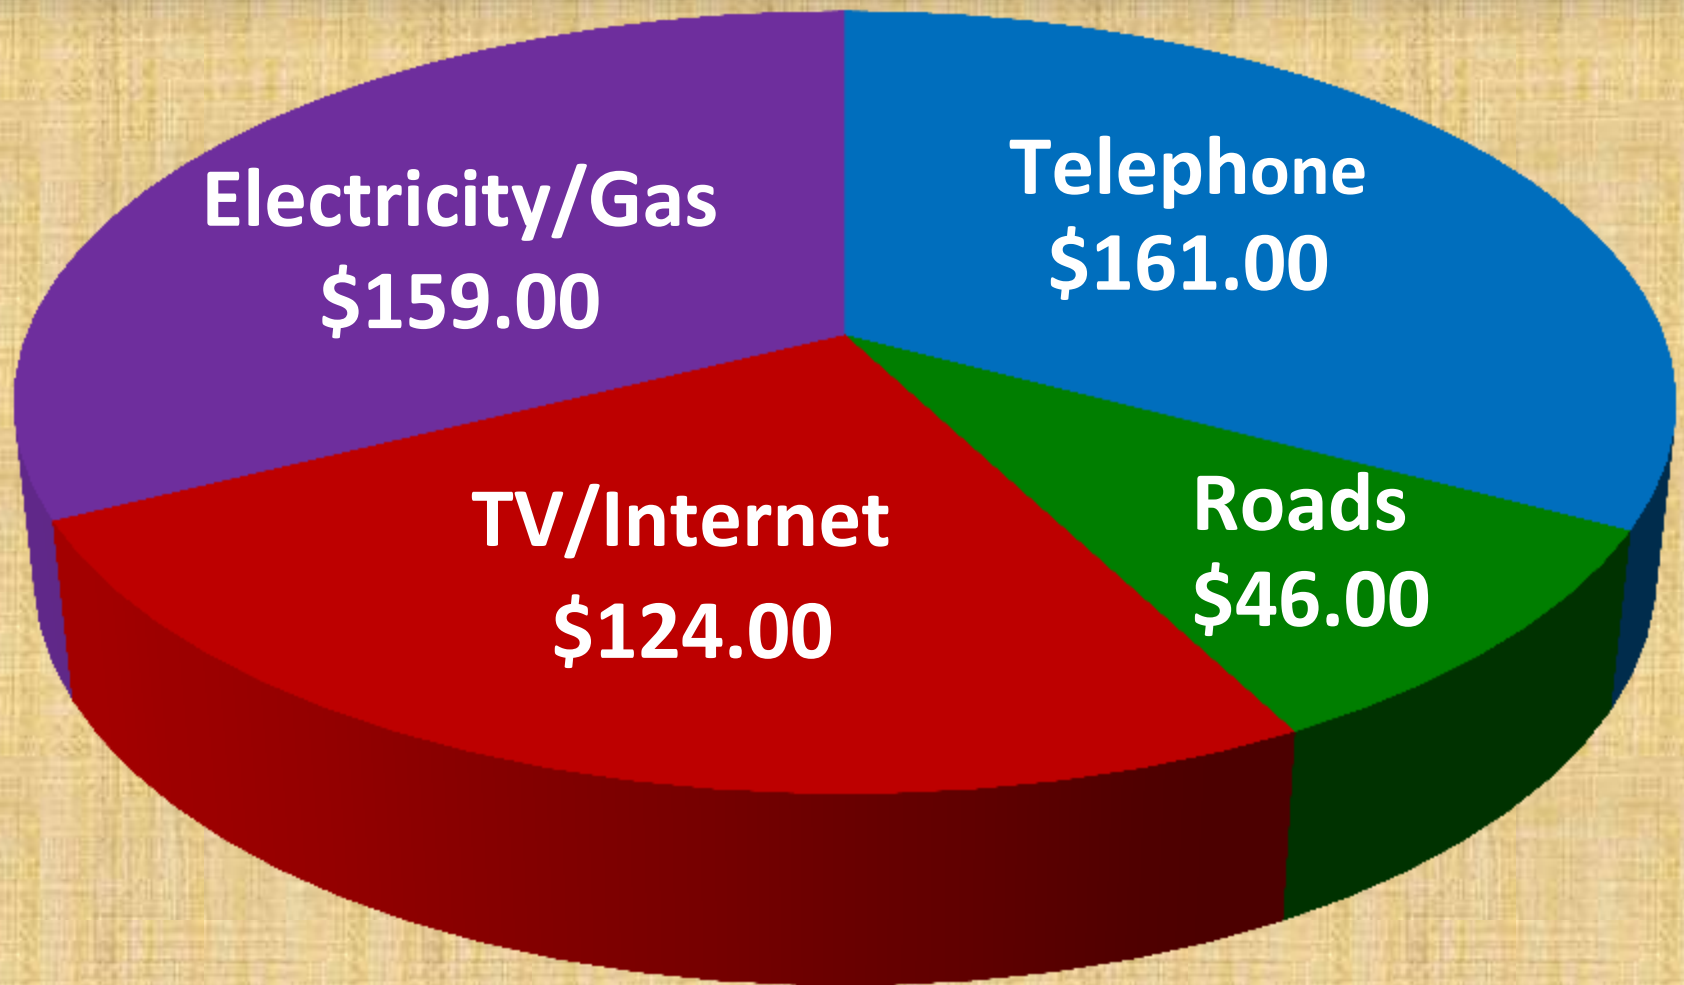 Electricity/Gas
$159.00
Telephone
$161.00
TV/Internet
$124.00
Roads
$46.00